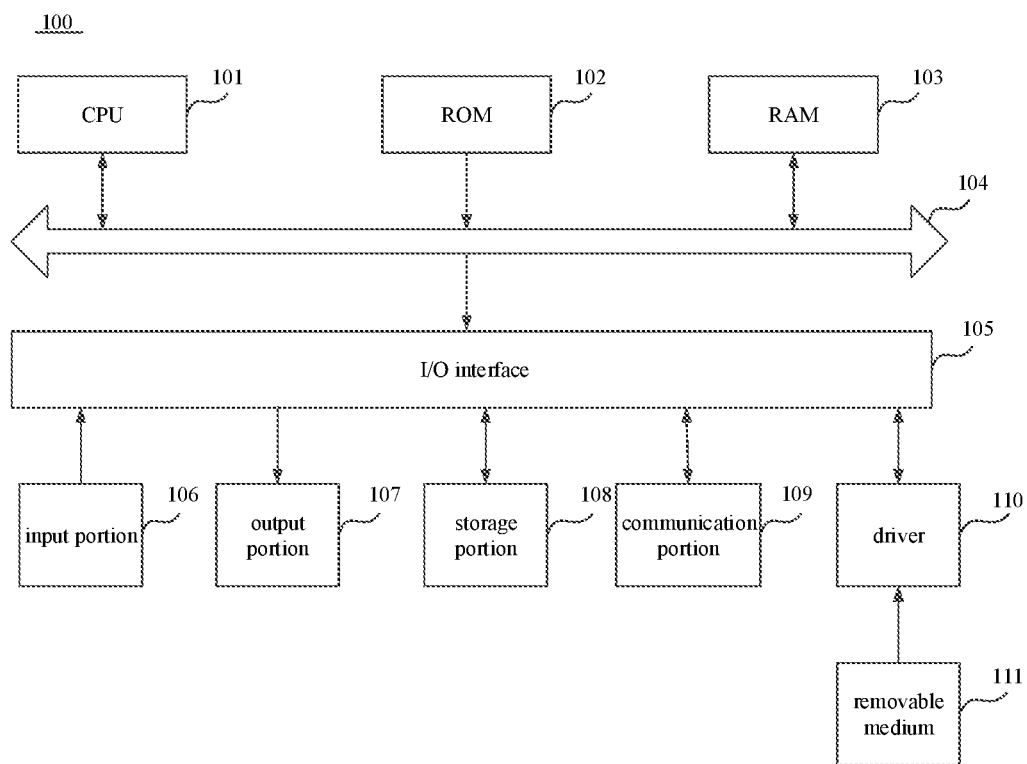 100
101
102
103
CPU
ROM
RAM
104
105
I/O interface
106
107
108
109
110
input portion
output
portion
storage
portion
communication
portion
driver
111
removable
medium